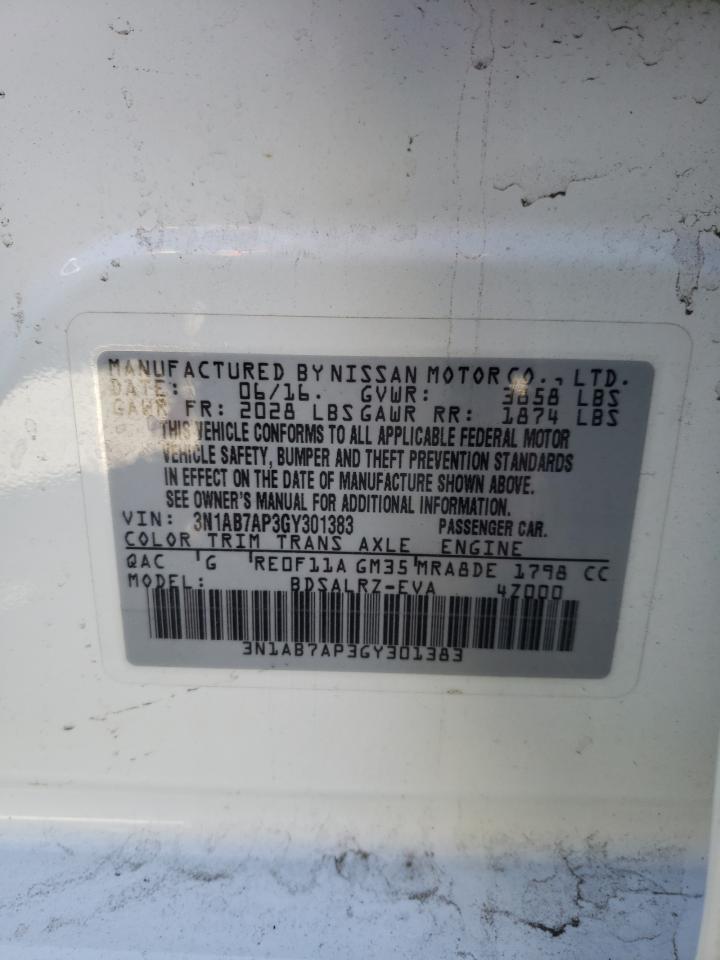 MANUFACTURED BY NISSAN MOTOR CO., LTD.
DATE: 06/16. GVWR: 3858 LBS
GAWR FR: 2028 LBS GAWR RR: 1874 LBS
THIS VEHICLE CONFORMS TO ALL APPLICABLE FEDERAL MOTOR
VEHICLE SAFETY, BUMPER AND THEFT PREVENTION STANDARDS
IN EFFECT ON THE DATE OF MANUFACTURE SHOWN ABOVE.
SEE OWNER'S MANUAL FOR ADDITIONAL INFORMATION.
VIN: 3N1AB7AP3GY301383 PASSENGER CAR.
COLOR TRIM TRANS AXLE ENGINE
QAC G RE0F11A GM35 MRA8DE 1798 CC
MODEL: BDSALRZ-EVA 4Z000
3N1AB7AP3GY301383